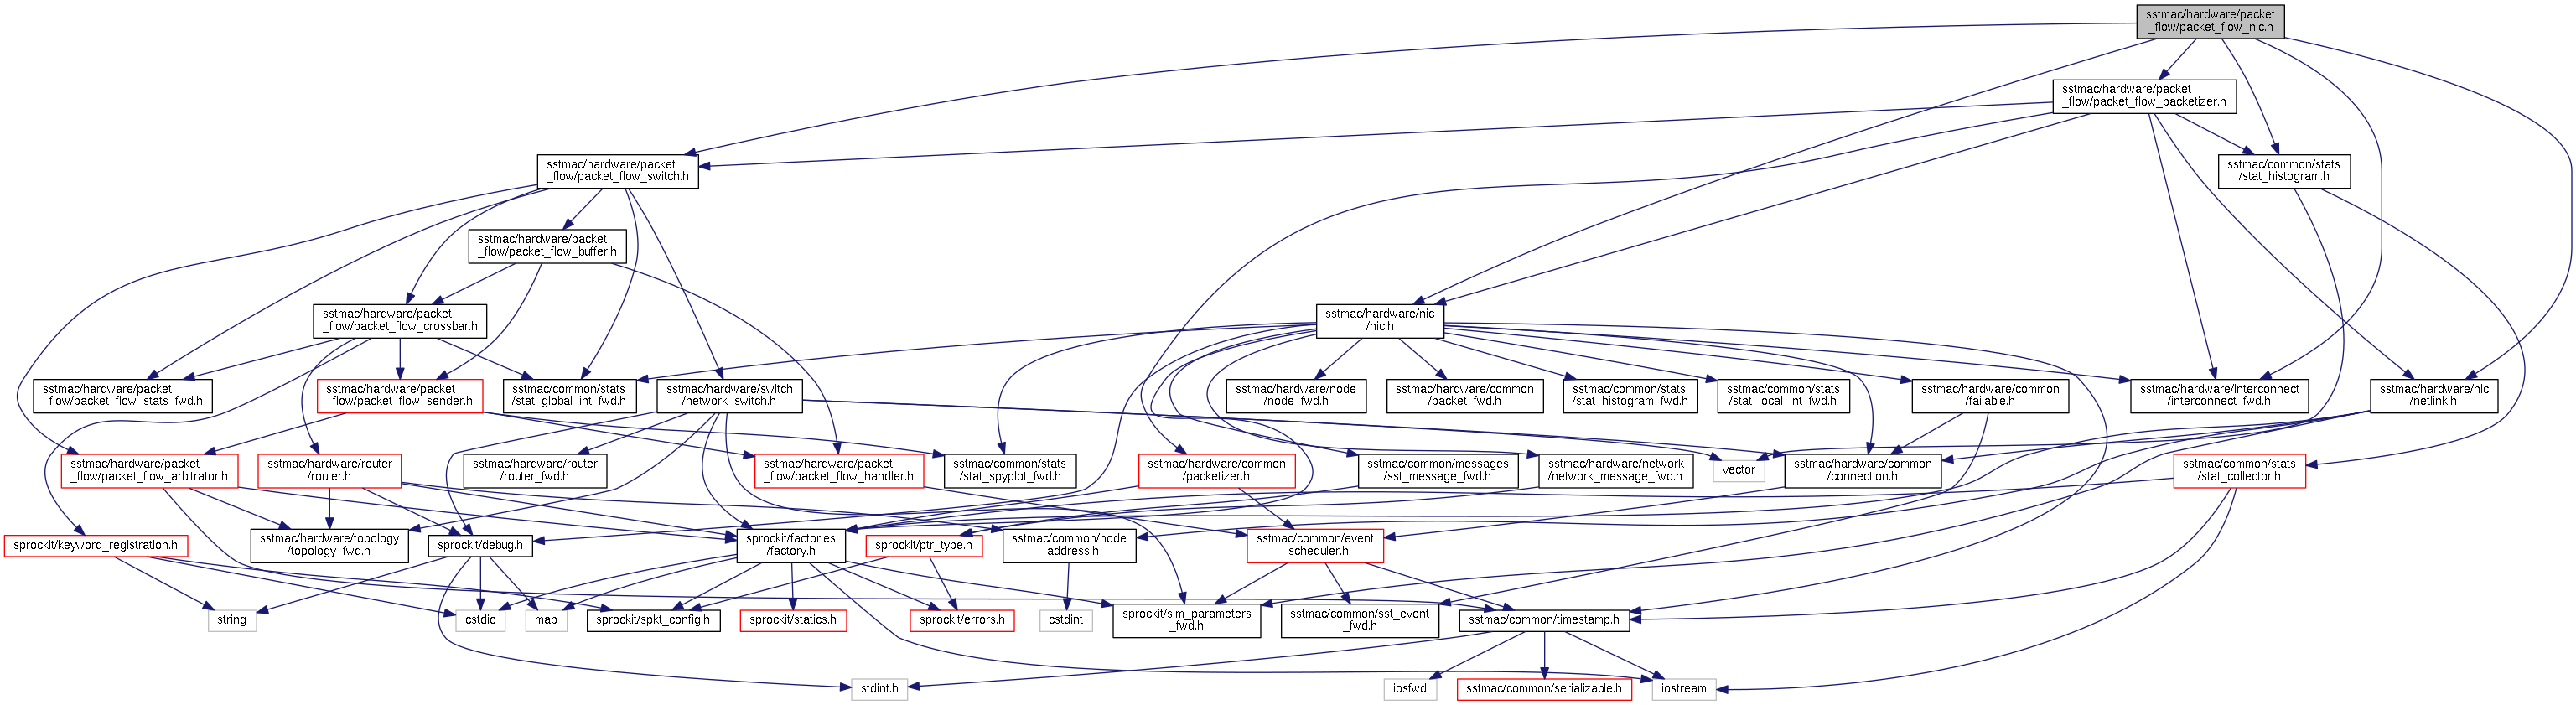 sstmac/hardware/packet
_flow/packet_flow_nic.h
sstmac/hardware/packet
_flow/packet_flow_packetizer.h
sstmac/hardware/packet
_flow/packet_flow_switch.h
sstmac/common/stats
/stat_histogram.h
sstmac/hardware/packet
_flow/packet_flow_buffer.h
sstmac/hardware/packet
_flow/packet_flow_crossbar.h
sstmac/hardware/nic
/nic.h
sstmac/hardware/packet
_flow/packet_flow_stats_fwd.h
sstmac/hardware/packet
_flow/packet_flow_sender.h
sstmac/common/stats
/stat_global_int_fwd.h
sstmac/hardware/switch
/network_switch.h
sstmac/hardware/node
/node_fwd.h
sstmac/hardware/common
/packet_fwd.h
sstmac/common/stats
/stat_histogram_fwd.h
sstmac/common/stats
/stat_local_int_fwd.h
sstmac/hardware/common
/failable.h
sstmac/hardware/interconnect
/interconnect_fwd.h
sstmac/hardware/nic
/netlink.h
sstmac/hardware/packet
_flow/packet_flow_arbitrator.h
sstmac/hardware/router
/router.h
sstmac/hardware/router
/router_fwd.h
sstmac/hardware/packet
_flow/packet_flow_handler.h
sstmac/common/stats
/stat_spyplot_fwd.h
sstmac/hardware/common
/packetizer.h
sstmac/common/messages
/sst_message_fwd.h
sstmac/hardware/network
/network_message_fwd.h
vector
sstmac/hardware/common
/connection.h
sstmac/common/stats
/stat_collector.h
sprockit/keyword_registration.h
sstmac/hardware/topology
/topology_fwd.h
sprockit/debug.h
sprockit/factories
/factory.h
sprockit/ptr_type.h
sstmac/common/node
_address.h
sstmac/common/event
_scheduler.h
string
cstdio
map
sprockit/spkt_config.h
sprockit/statics.h
sprockit/errors.h
cstdint
sprockit/sim_parameters
_fwd.h
sstmac/common/sst_event
_fwd.h
sstmac/common/timestamp.h
stdint.h
iosfwd
sstmac/common/serializable.h
iostream